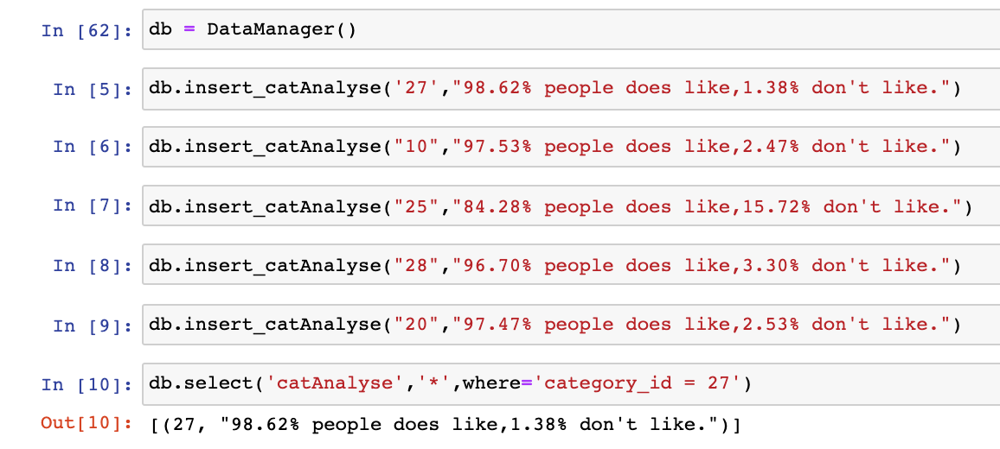 In [62]: db = DataManager()
In [5]: db.insert_catAnalyse('27',"98.62% people does like,1.38% don't like.")
In [6]: db.insert_catAnalyse("10","97.53% people does like,2.47% don't like.")
In [7]: db.insert_catAnalyse("25","84.28% people does like,15.72% don't like.")
In [8]: db.insert_catAnalyse("28","96.70% people does like,3.30% don't like.")
In [9]: db.insert_catAnalyse("20","97.47% people does like,2.53% don't like.")
In [10]: db.select('catAnalyse','*',where='category_id = 27')
Out[10]: [(27, "98.62% people does like,1.38% don't like.")]